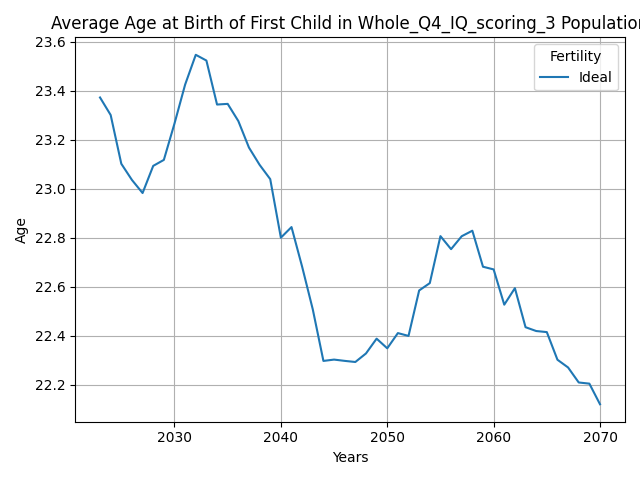 Average Age at Birth of First Child in Whole_Q4_IQ_scoring_3 Population
Fertility
Ideal
23.6
23.4
23.2
23.0
22.8
22.6
22.4
22.2
Age
2030 2040 2050 2060 2070
Years